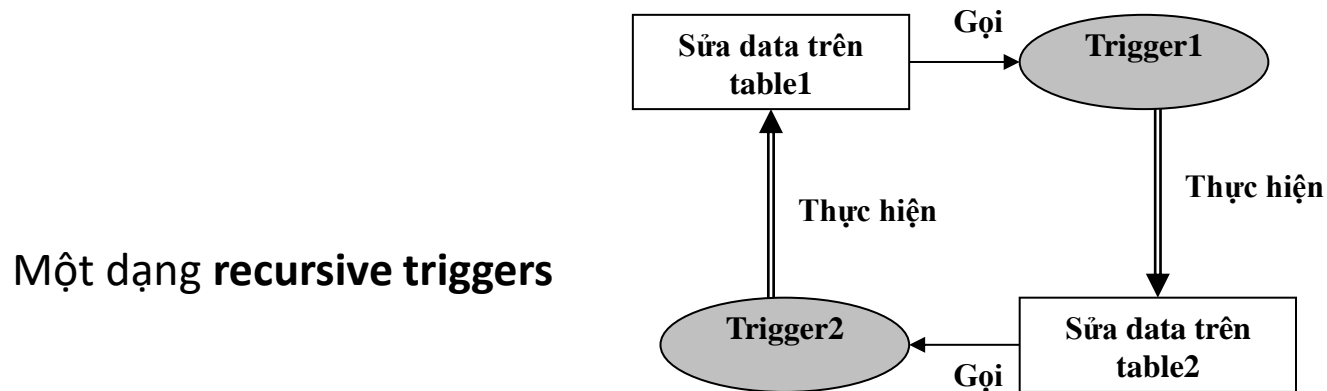 Gọi
Sửa data trên
table1
Trigger1
Thực hiện
Thực hiện
Một dạng recursive triggers
Trigger2
Sửa data trên
table2
Gọi